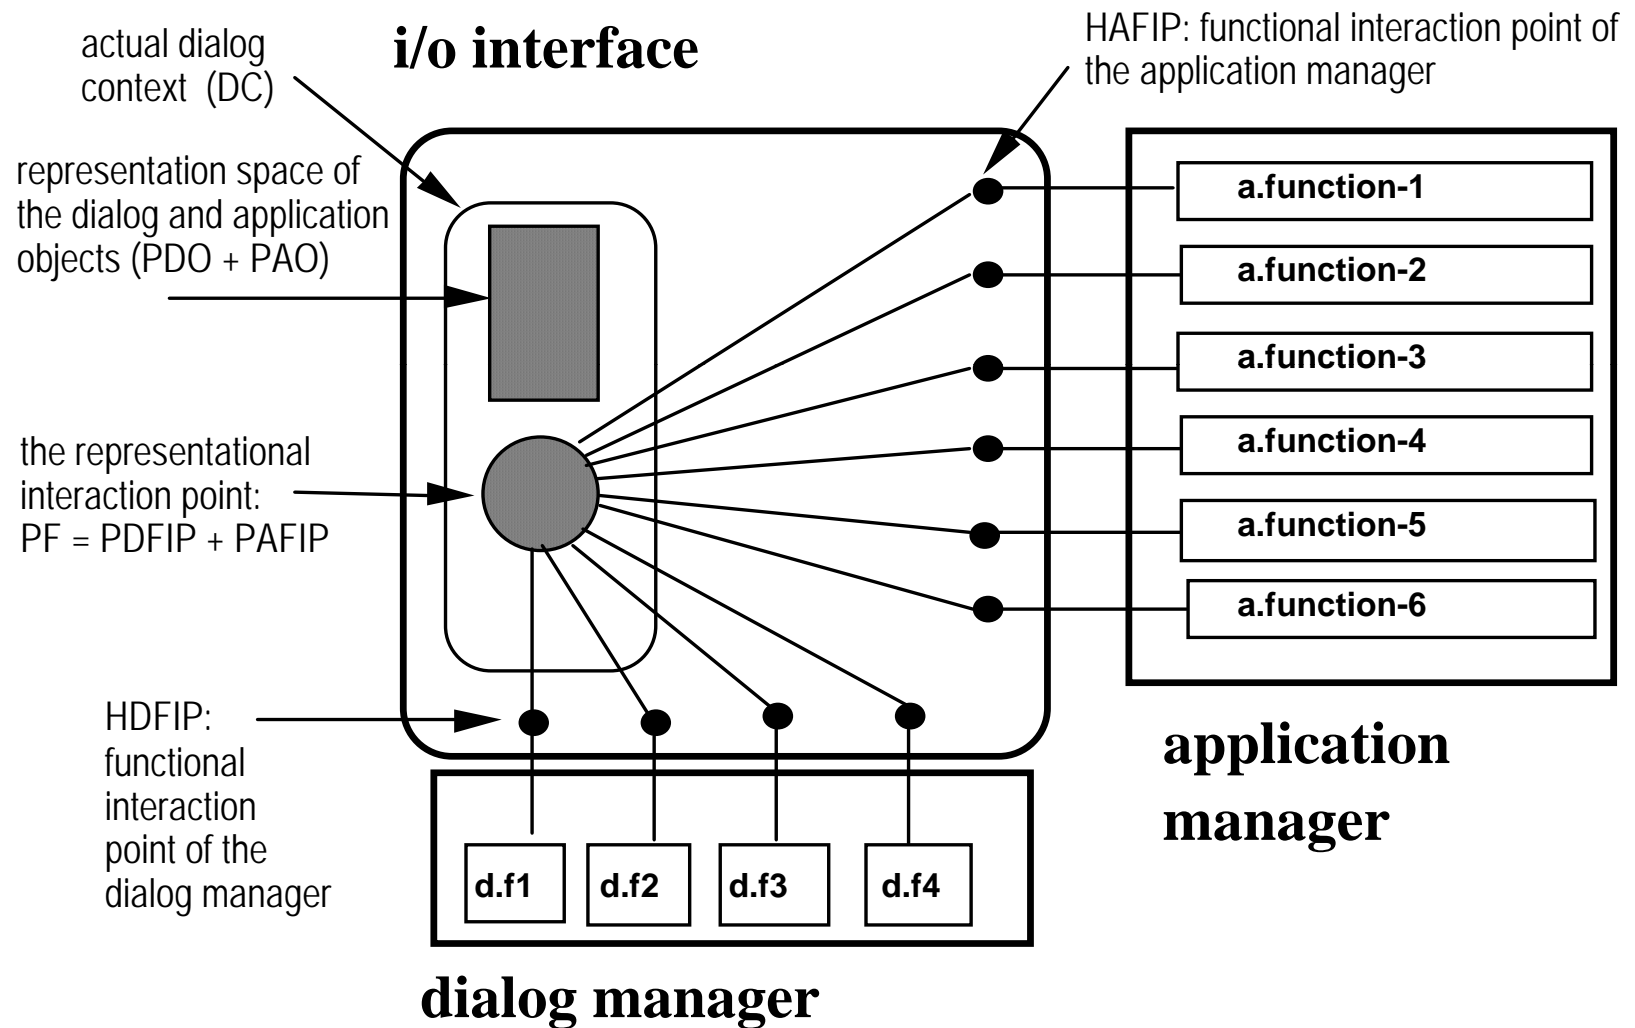 actual dialog
context (DC)
i/o interface
HAFIP: functional interaction point of
the application manager
representation space of
the dialog and application
objects (PDO + PAO)
a.function-1
a.function-2
a.function-3
a.function-4
a.function-5
a.function-6
the representational
interaction point:
PF = PDFIP + PAFIP
HDFIP:
functional
interaction
point of the
dialog manager
application
manager
d.f1
d.f2
d.f3
d.f4
dialog manager